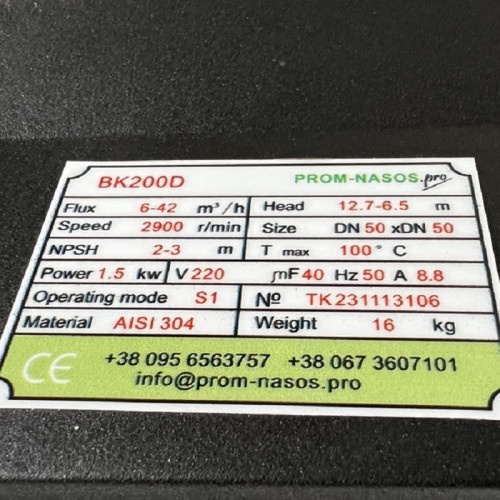 BK200D PROM-NASOS.pro
Flux 6-42 m³/h Head 12.7-6.5 m
Speed 2900 r/min Size DN 50 xDN 50
NPSH 2-3 m T max 100° C
Power 1.5 kw V 220 mF 40 Hz 50 A 8.8
Operating mode S1 Nº TK231113106
Material AISI 304 Weight 16 kg
CE +38 095 6563757 +38 067 3607101
info@prom-nasos.pro